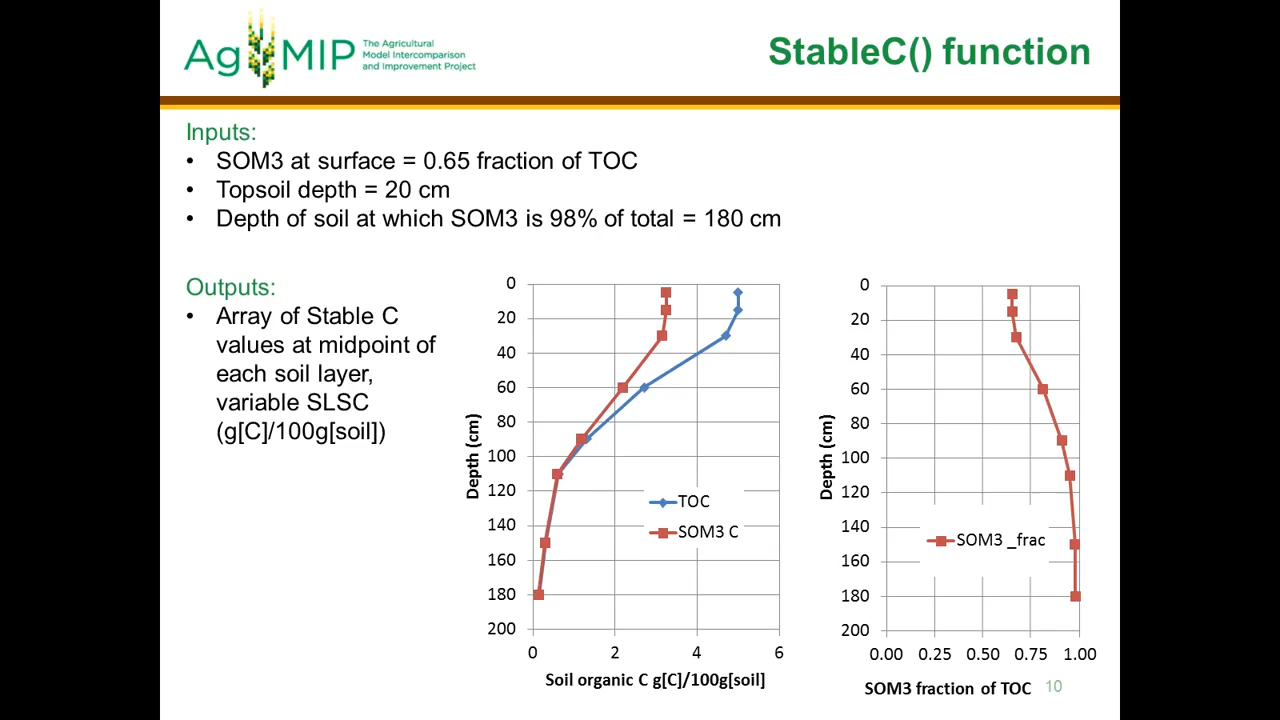 AgMIP
The Agricultural
Model Intercomparison
and Improvement Project
StableC() function
Inputs:
• SOM3 at surface = 0.65 fraction of TOC
• Topsoil depth = 20 cm
• Depth of soil at which SOM3 is 98% of total = 180 cm
Outputs:
• Array of Stable C
values at midpoint of
each soil layer,
variable SLSC
(g[C]/100g[soil])
Depth (cm)
0
20
40
60
80
100
120
140
160
180
200
TOC
SOM3 C
0 2 4 6
Soil organic C g[C]/100g[soil]
Depth (cm)
0
20
40
60
80
100
120
140
160
180
200
SOM3 _frac
0.00 0.25 0.50 0.75 1.00
SOM3 fraction of TOC
10